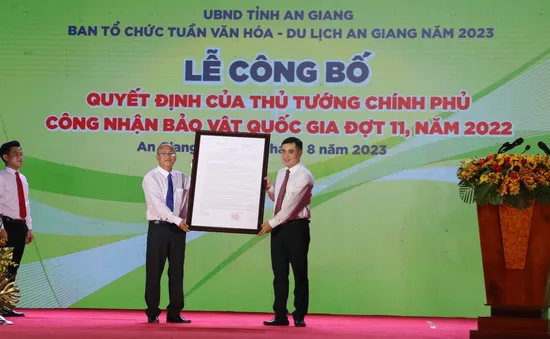 UBND TỈNH AN GIANG
BAN TỔ CHỨC TUẦN VĂN HÓA - DU LỊCH AN GIANG NĂM 2023
LỄ CÔNG BỐ
QUYẾT ĐỊNH CỦA THỦ TƯỚNG CHÍNH PHỦ
CÔNG NHẬN BẢO VẬT QUỐC GIA ĐỢT 11, NĂM 2022
An Giang 8 năm 2023